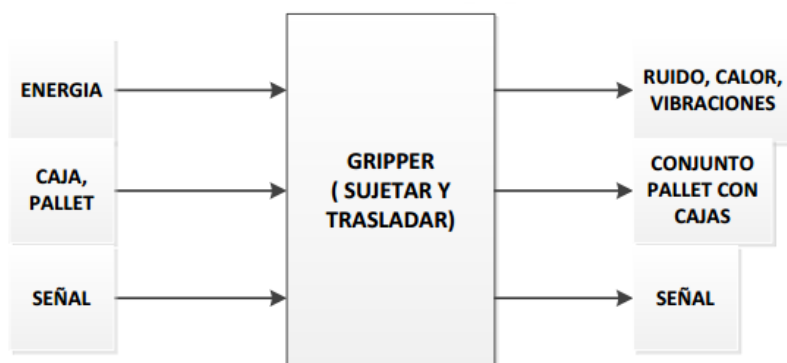 ENERGIA
CAJA,
PALLET
SEÑAL
GRIPPER
( SUJETAR Y
TRASLADAR)
RUIDO, CALOR,
VIBRACIONES
CONJUNTO
PALLET CON
CAJAS
SEÑAL